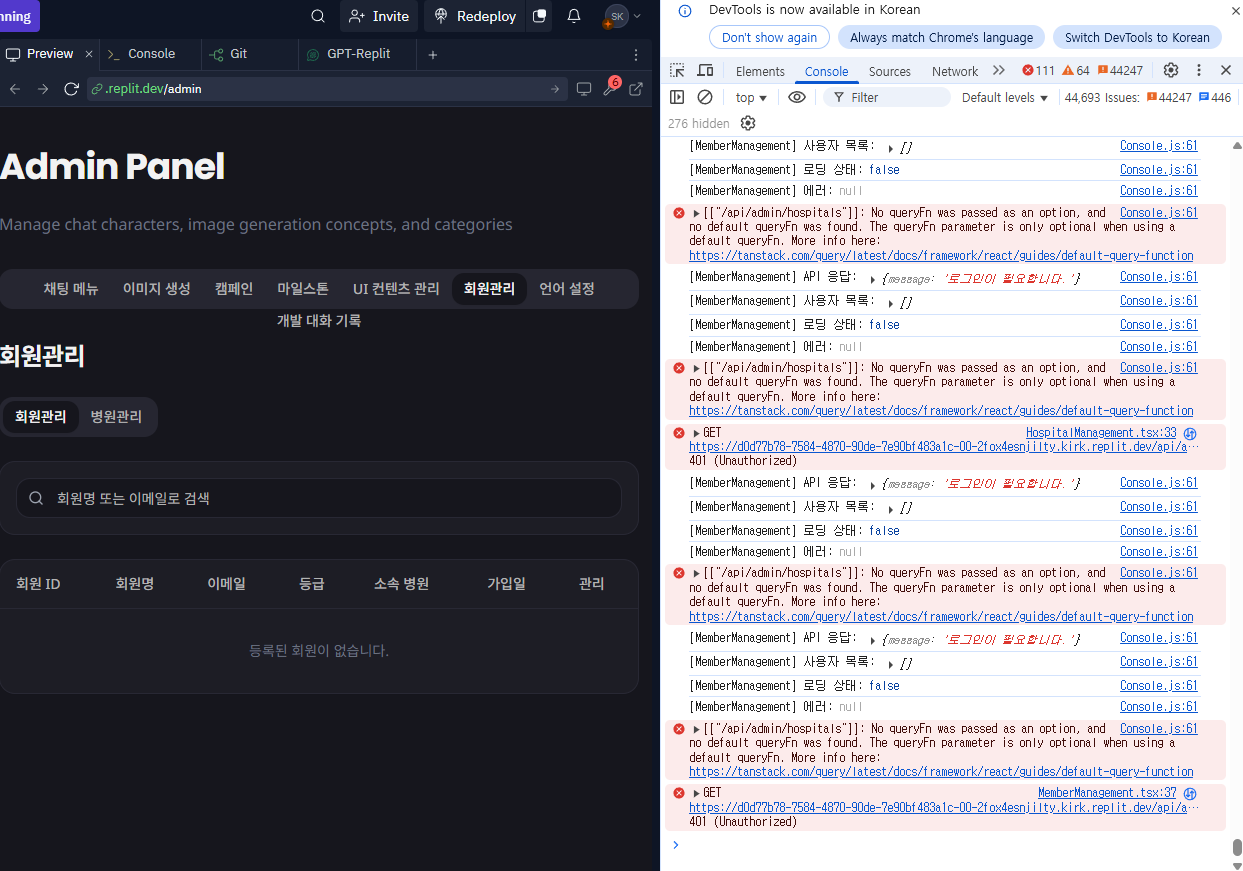 nning
Invite
Redeploy
SK
Preview
Console
Git
GPT-Replit
.replit.dev/admin
6
Admin Panel
Manage chat characters, image generation concepts, and categories
채팅 메뉴
이미지 생성
캠페인
마일스톤
UI 컨텐츠 관리
회원관리
언어 설정
개발 대화 기록
회원관리
회원관리
병원관리
회원명 또는 이메일로 검색
회원 ID
회원명
이메일
등급
소속 병원
가입일
관리
등록된 회원이 없습니다.
DevTools is now available in Korean
Don't show again
Always match Chrome's language
Switch DevTools to Korean
Elements
Console
Sources
Network
111
64
44247
top
Filter
Default levels
44,693 Issues:
44247
446
276 hidden
[MemberManagement] 사용자 목록: ▶ [] Console.js:61
[MemberManagement] 로딩 상태: false Console.js:61
[MemberManagement] 에러: null Console.js:61
▶[["/api/admin/hospitals"]]: No queryFn was passed as an option, and Console.js:61
no default queryFn was found. The queryFn parameter is only optional when using a
default queryFn. More info here:
https://tanstack.com/query/latest/docs/framework/react/guides/default-query-function
[MemberManagement] API 응답: ▶ {message: '로그인이 필요합니다.'} Console.js:61
[MemberManagement] 사용자 목록: ▶ [] Console.js:61
[MemberManagement] 로딩 상태: false Console.js:61
[MemberManagement] 에러: null Console.js:61
▶[["/api/admin/hospitals"]]: No queryFn was passed as an option, and Console.js:61
no default queryFn was found. The queryFn parameter is only optional when using a
default queryFn. More info here:
https://tanstack.com/query/latest/docs/framework/react/guides/default-query-function
▶GET HospitalManagement.tsx:33
https://d0d77b78-7584-4870-90de-7e90bf483a1c-00-2fox4esnjilty.kirk.replit.dev/api/a…
401 (Unauthorized)
[MemberManagement] API 응답: ▶ {message: '로그인이 필요합니다.'} Console.js:61
[MemberManagement] 사용자 목록: ▶ [] Console.js:61
[MemberManagement] 로딩 상태: false Console.js:61
[MemberManagement] 에러: null Console.js:61
▶[["/api/admin/hospitals"]]: No queryFn was passed as an option, and Console.js:61
no default queryFn was found. The queryFn parameter is only optional when using a
default queryFn. More info here:
https://tanstack.com/query/latest/docs/framework/react/guides/default-query-function
[MemberManagement] API 응답: ▶ {message: '로그인이 필요합니다.'} Console.js:61
[MemberManagement] 사용자 목록: ▶ [] Console.js:61
[MemberManagement] 로딩 상태: false Console.js:61
[MemberManagement] 에러: null Console.js:61
▶[["/api/admin/hospitals"]]: No queryFn was passed as an option, and Console.js:61
no default queryFn was found. The queryFn parameter is only optional when using a
default queryFn. More info here:
https://tanstack.com/query/latest/docs/framework/react/guides/default-query-function
▶GET MemberManagement.tsx:37
https://d0d77b78-7584-4870-90de-7e90bf483a1c-00-2fox4esnjilty.kirk.replit.dev/api/a…
401 (Unauthorized)